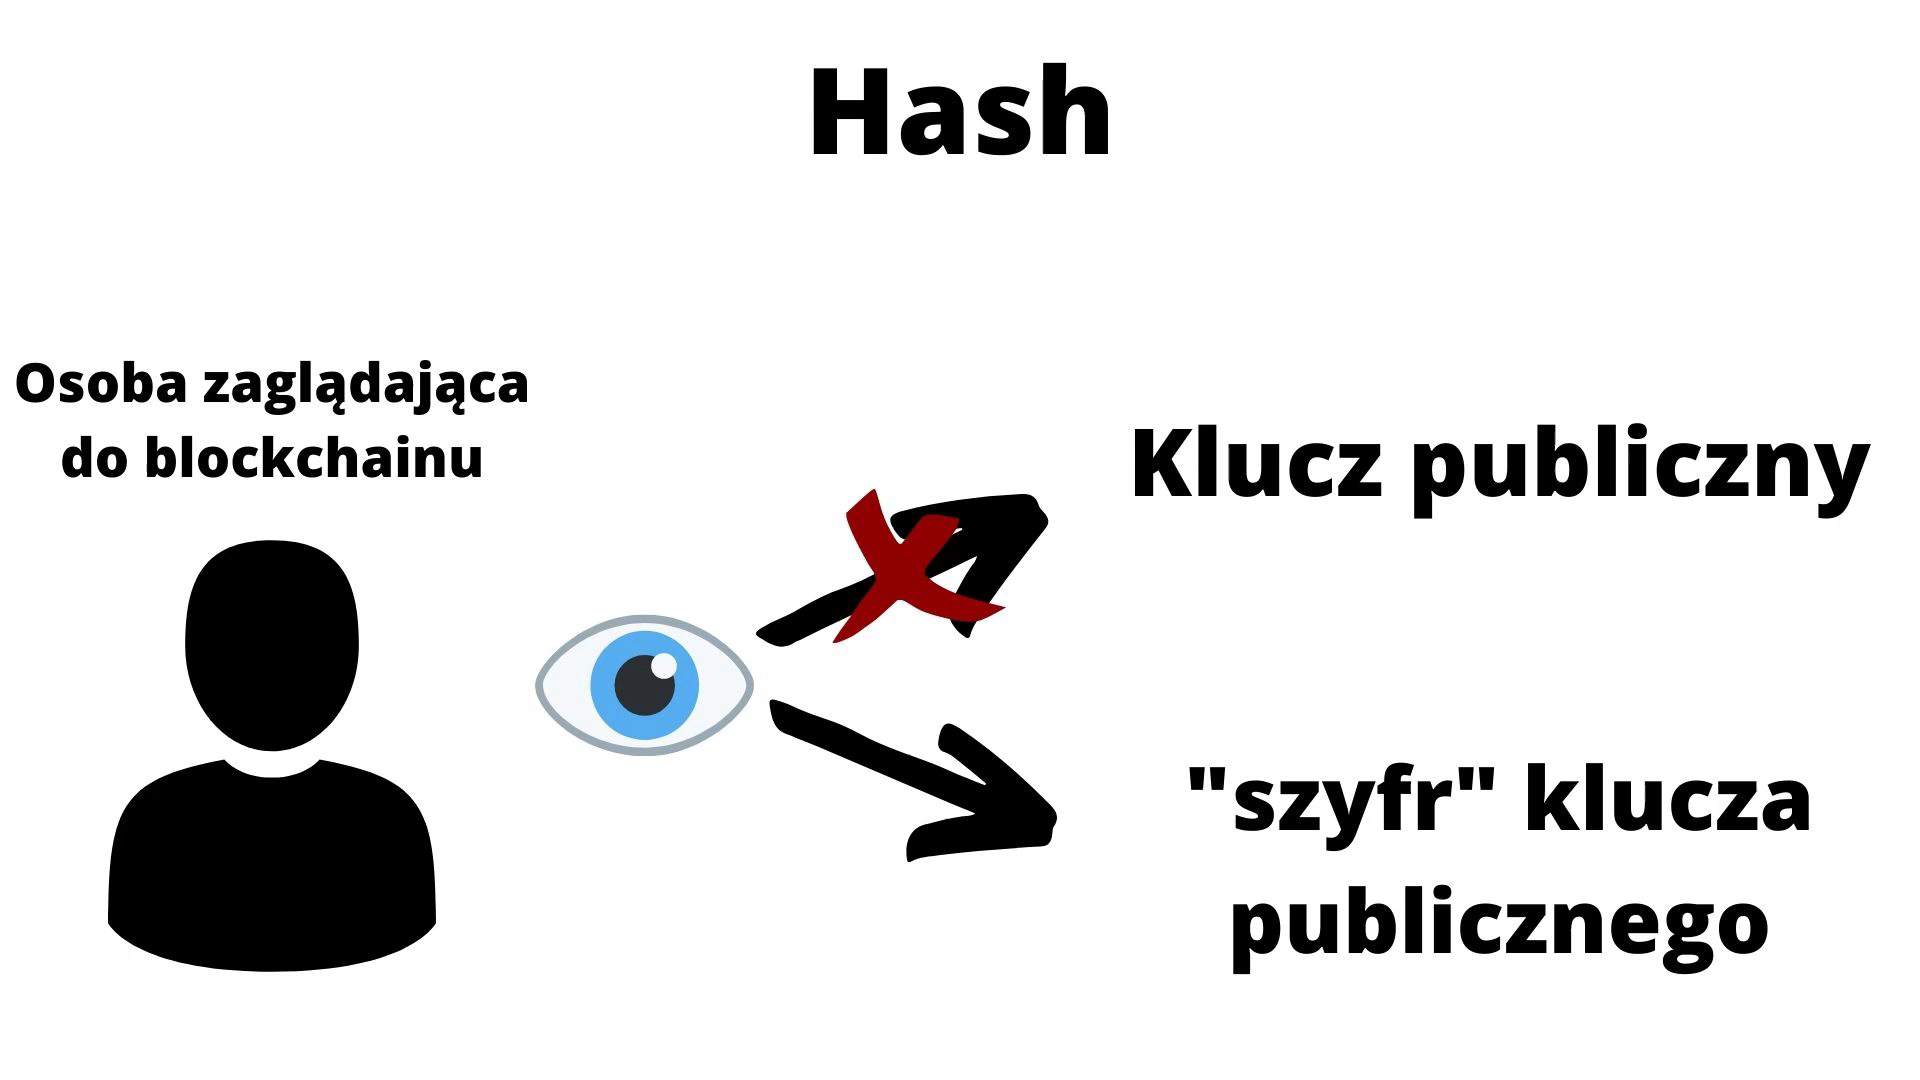 Hash
Osoba zaglądająca
do blockchainu
Klucz publiczny
"szyfr" klucza
publicznego